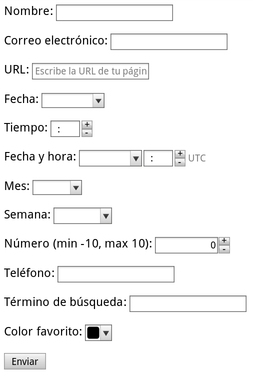 Nombre:
Correo electrónico:
URL: Escribe la URL de tu págin
Fecha:
Tiempo: :
Fecha y hora: : UTC
Mes:
Semana:
Número (min -10, max 10): 0
Teléfono:
Término de búsqueda:
Color favorito:
Enviar